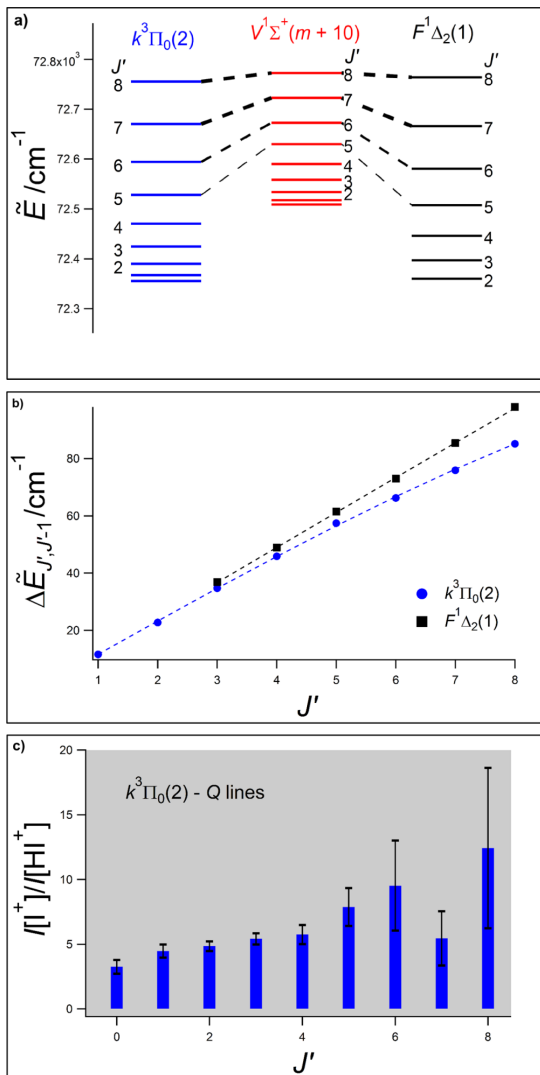 a)
k³Π₀(2)
V¹Σ⁺(m + 10)
F¹Δ₂(1)
J'
J'
J'
72.8x10³
72.7
72.6
72.5
72.4
72.3
Ẽ /cm⁻¹
8
7
6
5
4
3
2
8
7
6
5
4
3
2
8
7
6
5
4
3
2
b)
ΔẼ_J',J'-1 /cm⁻¹
80
60
40
20
k³Π₀(2)
F¹Δ₂(1)
1
2
3
4
5
6
7
8
J'
c)
k³Π₀(2) - Q lines
I[I⁺]/I[HI⁺]
20
15
10
5
0
0
2
4
6
8
J'